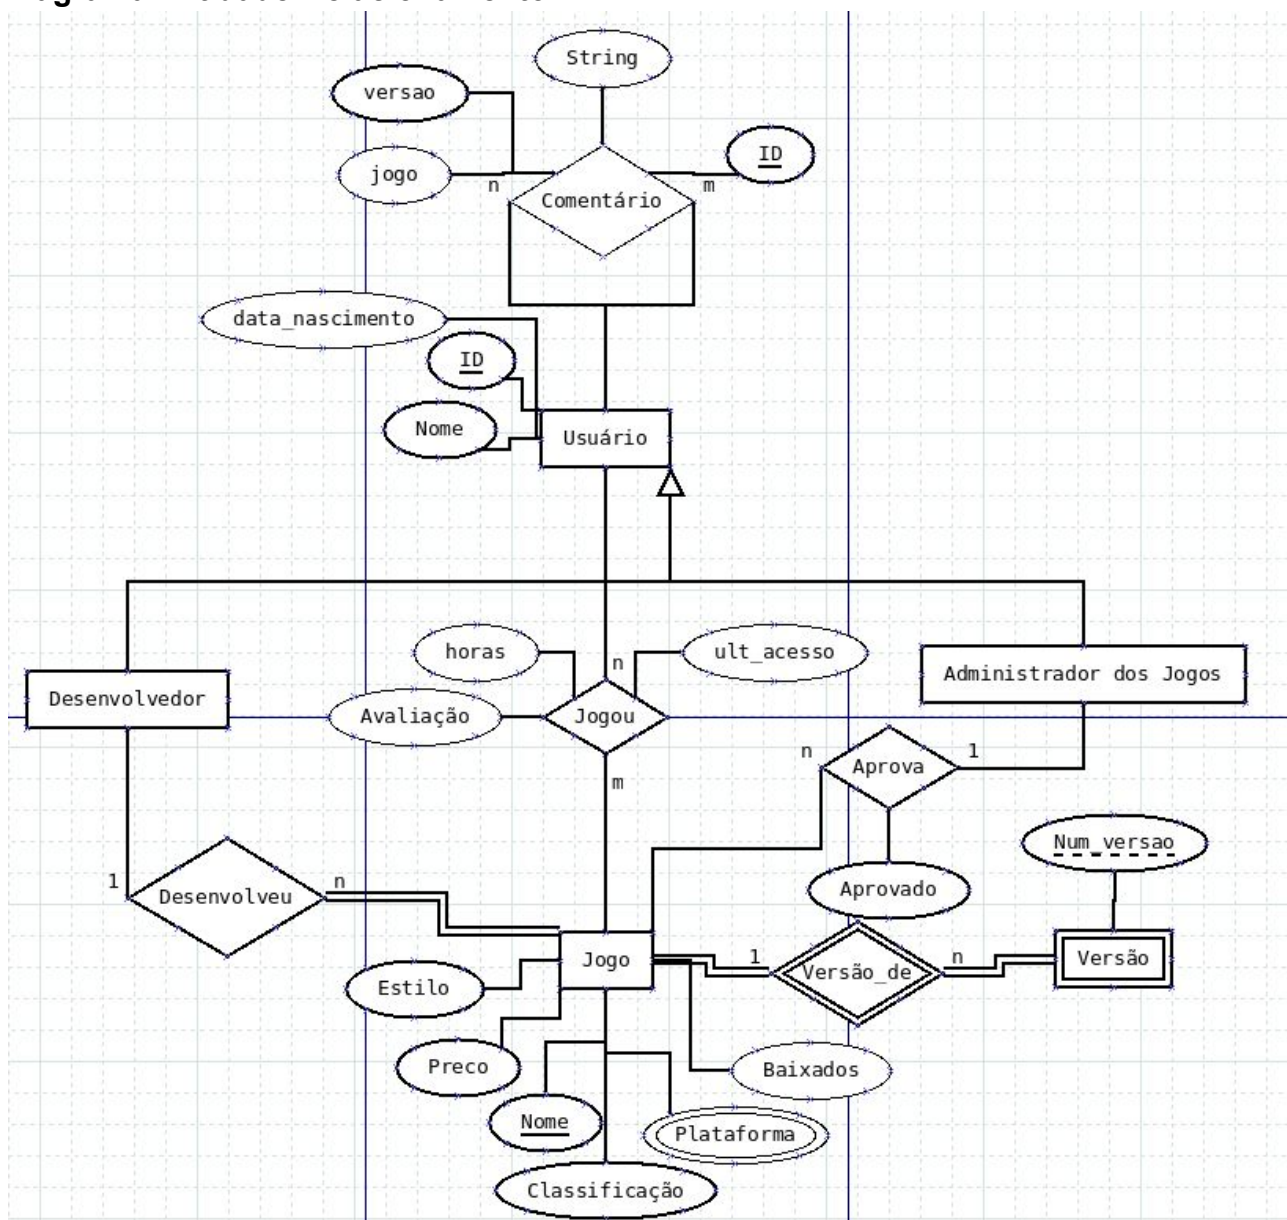 String
versao
ID
jogo
n
m
Comentário
data_nascimento
ID
Nome
Usuário
horas
n
ult_acesso
Administrador dos Jogos
Desenvolvedor
Avaliação
Jogou
n
1
Aprova
m
Num_versao
1
n
Desenvolveu
Aprovado
Jogo
1
n
Versão_de
Versão
Estilo
Preco
Baixados
Nome
Plataforma
Classificação